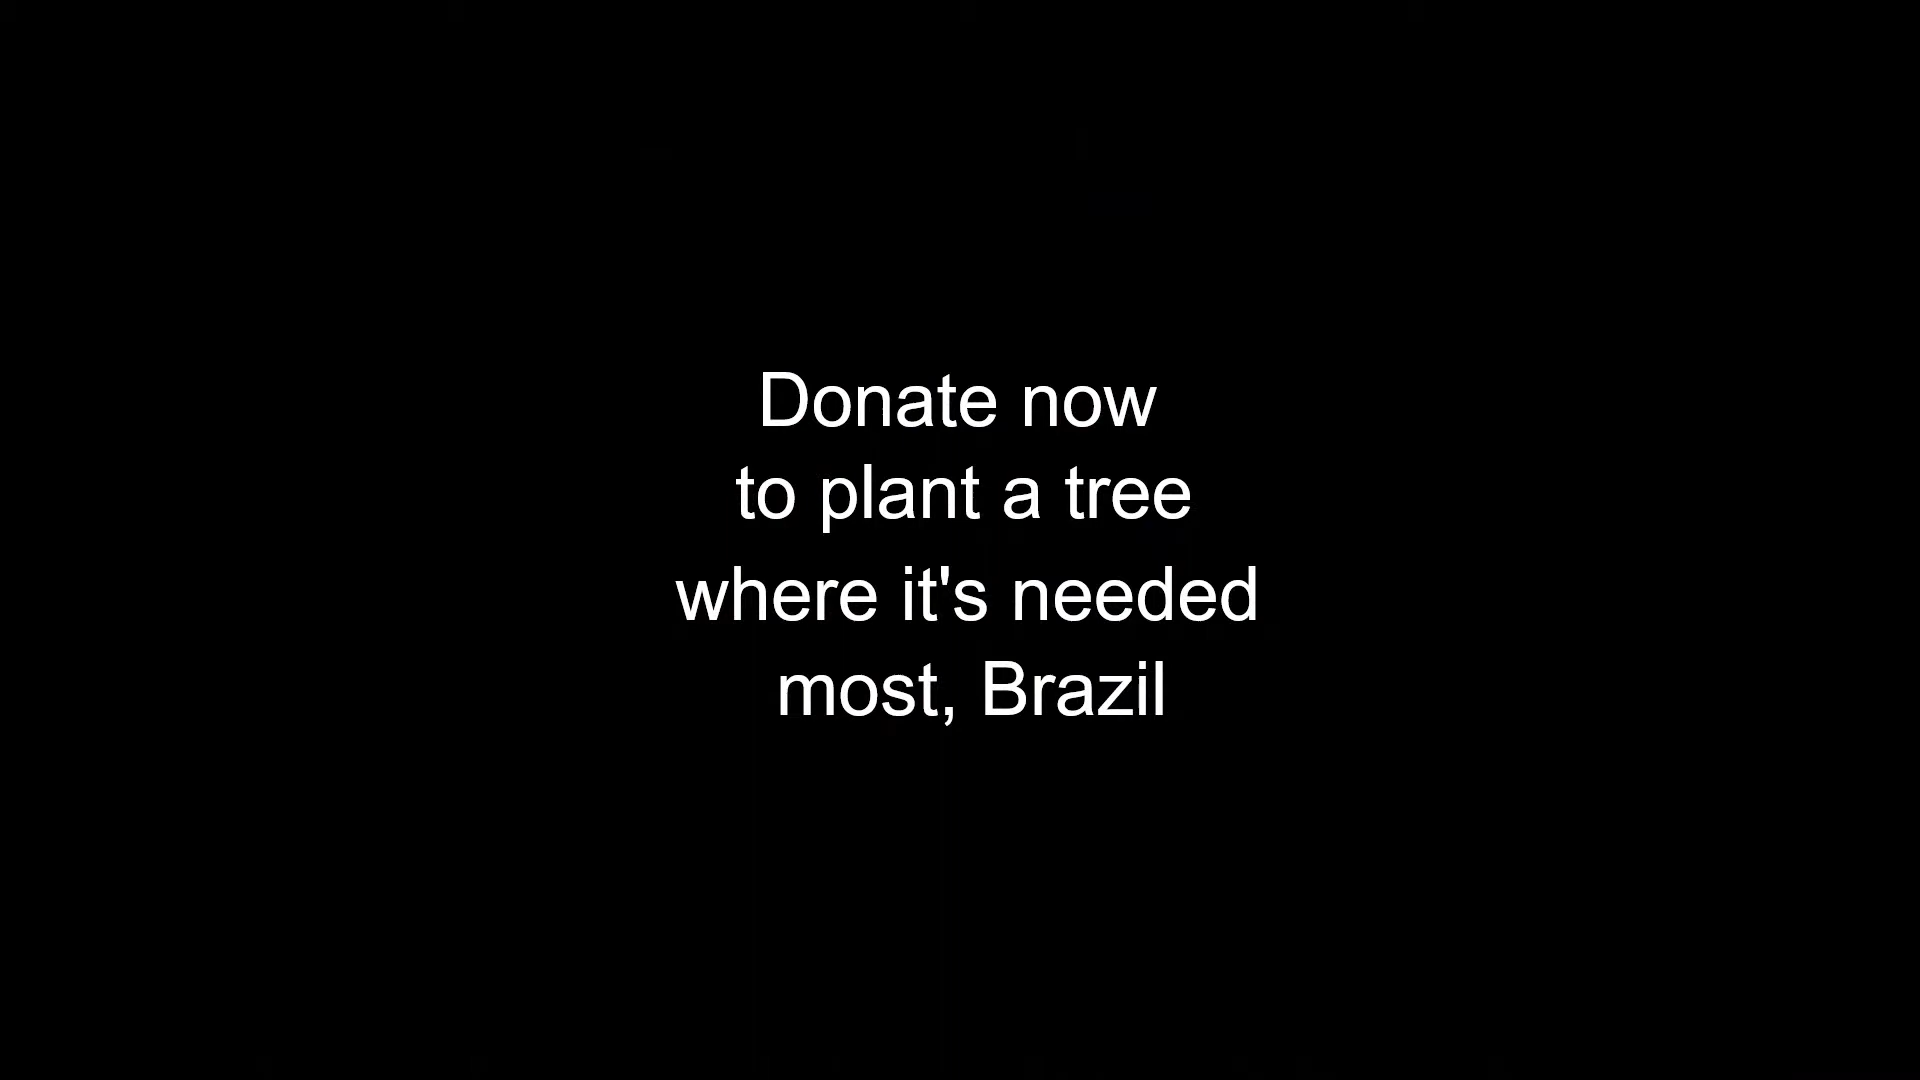 Donate now
to plant a tree
where it's needed
most, Brazil